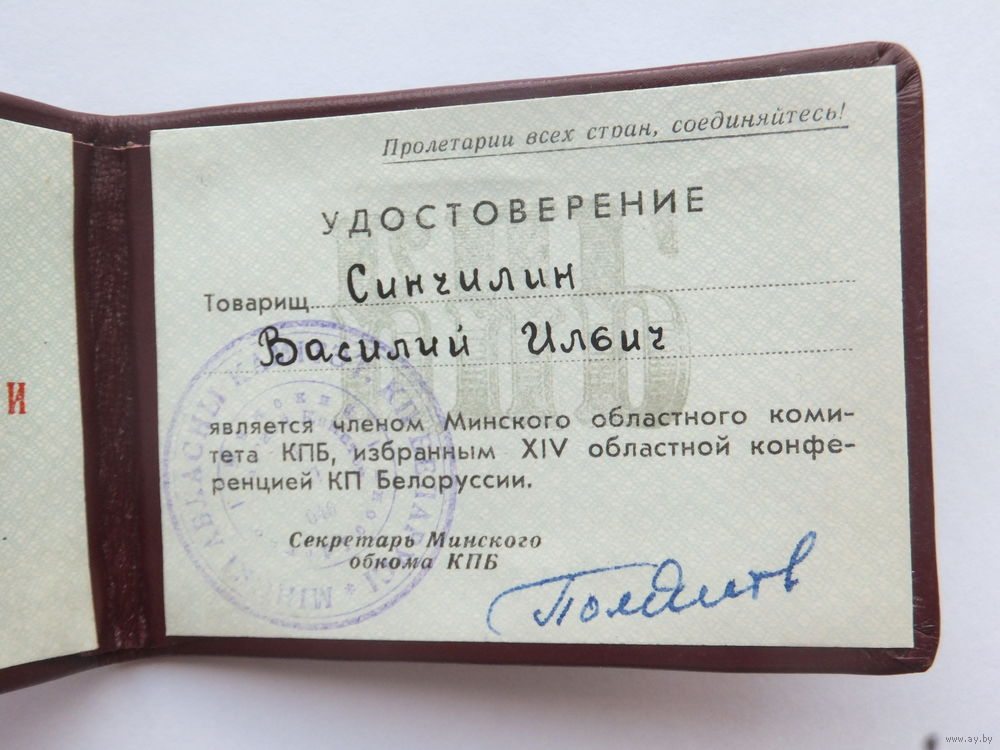 Пролетарии всех стран, соединяйтесь!
УДОСТОВЕРЕНИЕ
Товарищ Синчилин
Василий Илвич
является членом Минского областного коми-
тета КПБ, избранным XIV областной конфе-
ренцией КП Белоруссии.
Секретарь Минского
обкома КПБ
И
www.ay.by